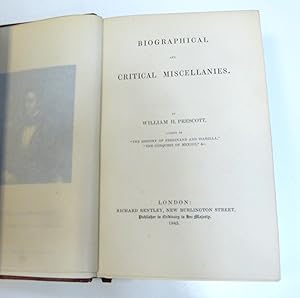 BIOGRAPHICAL
AND
CRITICAL MISCELLANIES.
BY
WILLIAM H. PRESCOTT,
AUTHOR OF
"THE HISTORY OF FERDINAND AND ISABELLA,"
"THE CONQUEST OF MEXICO," &c.
LONDON:
RICHARD BENTLEY, NEW BURLINGTON STREET,
Publisher in Ordinary to Her Majesty.
1845.